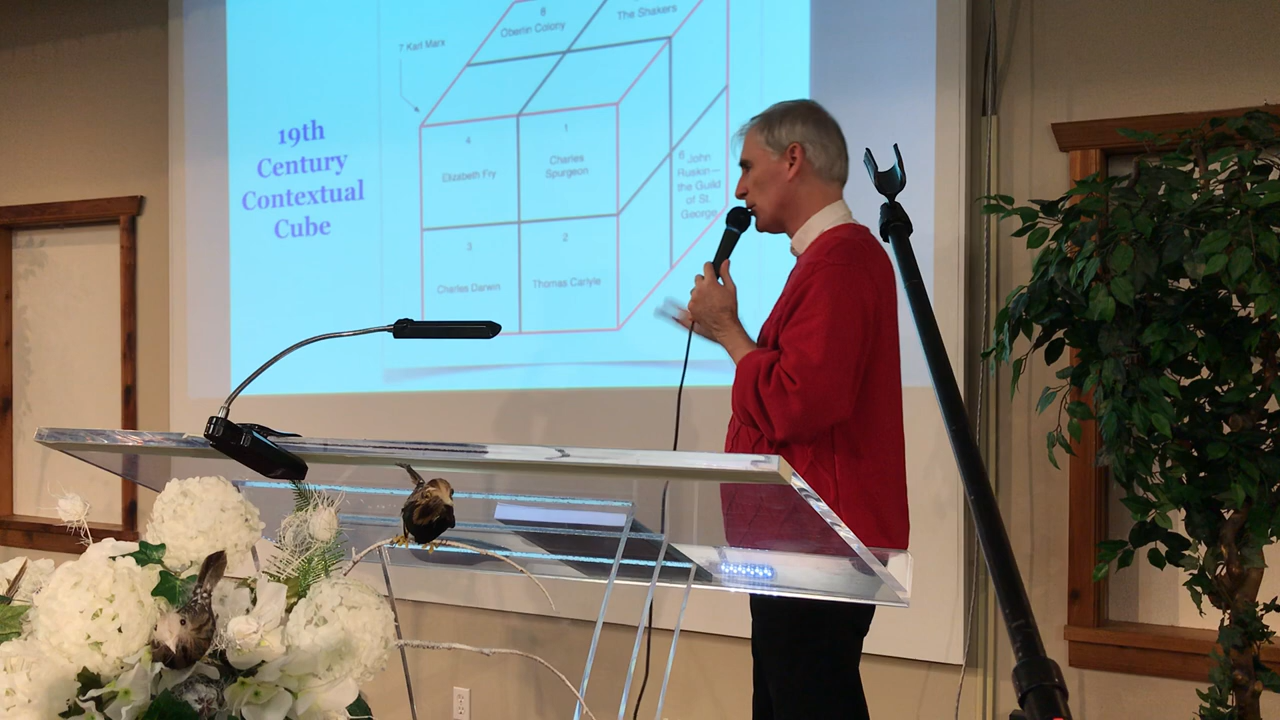 8
Oberlin Colony
The Shakers
7 Karl Marx
19th
Century
Contextual
Cube
4
Elizabeth Fry
1
Charles
Spurgeon
6 John
Ruskin—
the Guild
of St.
George
3
Charles Darwin
2
Thomas Carlyle